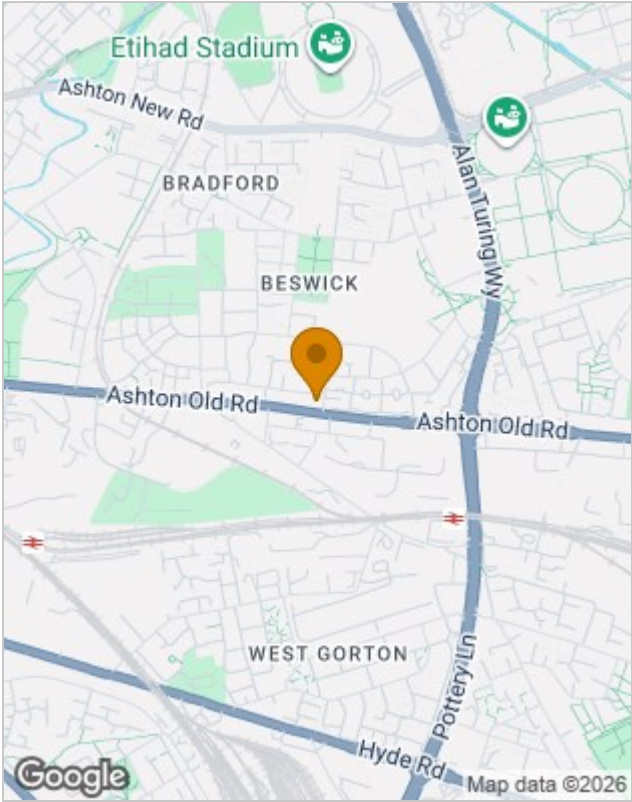 Etihad Stadium
Ashton New Rd
BRADFORD
Alan Turing Wy
BESWICK
Ashton Old Rd
Ashton Old Rd
WEST GORTON
Pottery Ln
Hyde Rd
Google
Map data ©2026